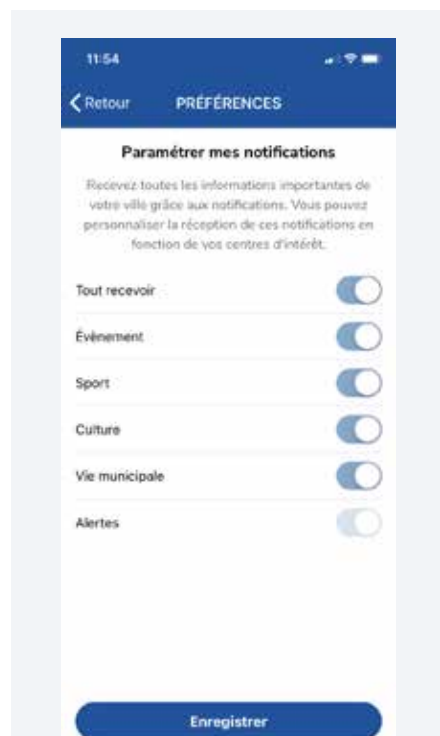 11:54
Retour PRÉFÉRENCES
Paramétrer mes notifications
Recevez toutes les informations importantes de
votre ville grâce aux notifications. Vous pouvez
personnaliser la réception de ces notifications en
fonction de vos centres d'intérêt.
Tout recevoir
Évènement
Sport
Culture
Vie municipale
Alertes
Enregistrer